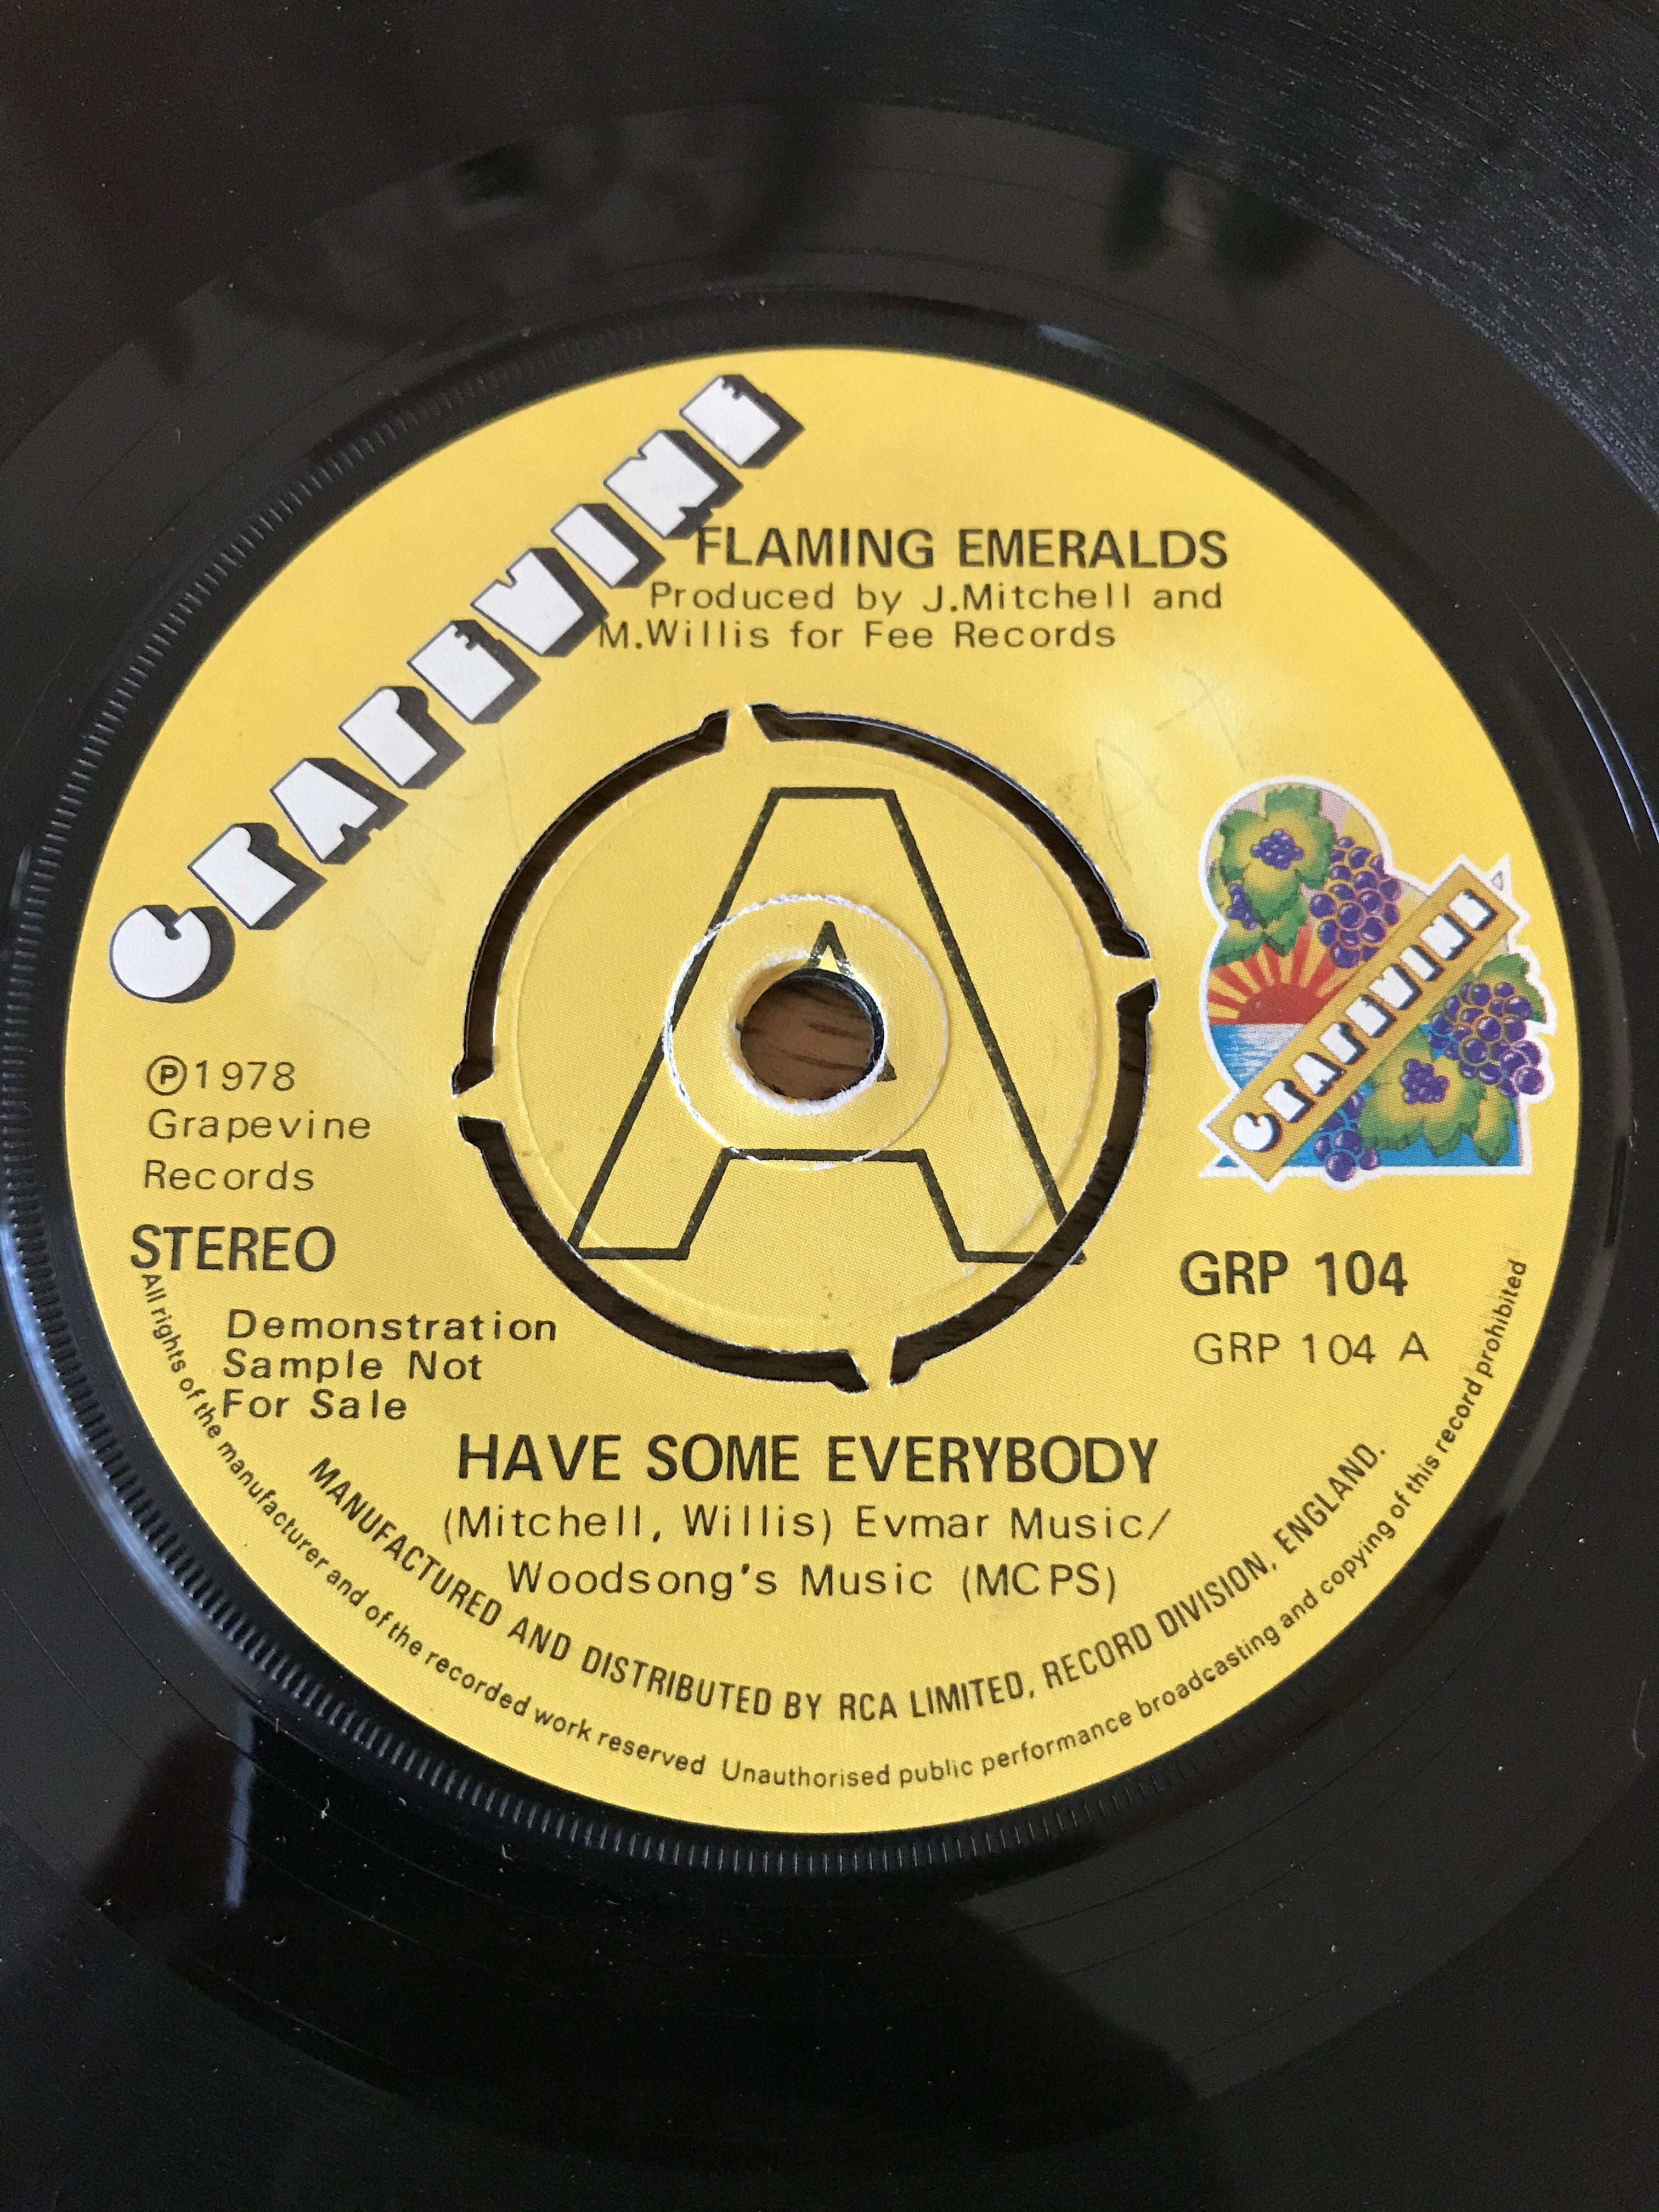 GRAPEVINE
FLAMING EMERALDS
Produced by J.Mitchell and
M.Willis for Fee Records
A
GRAPEVINE
℗1978
Grapevine
Records
STEREO
GRP 104
GRP 104 A
Demonstration
Sample Not
For Sale
HAVE SOME EVERYBODY
(Mitchell, Willis) Evmar Music/
Woodsong's Music (MCPS)
MANUFACTURED AND DISTRIBUTED BY RCA LIMITED, RECORD DIVISION, ENGLAND.
All rights of the manufacturer and of the recorded work reserved Unauthorised public performance broadcasting and copying of this record prohibited